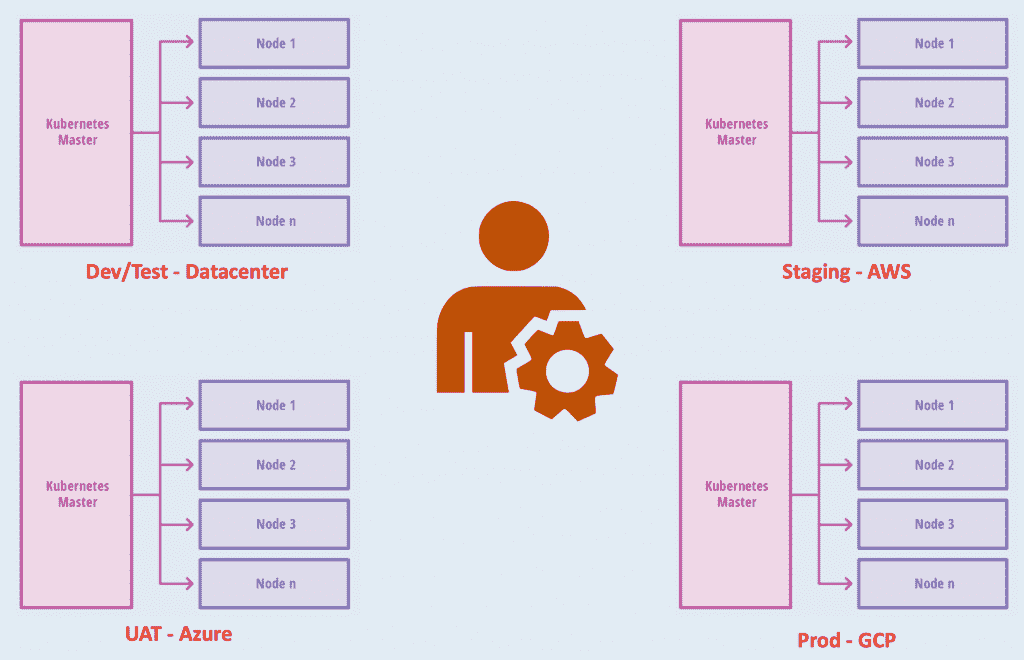 Kubernetes
Master
Node 1
Node 2
Node 3
Node n
Dev/Test - Datacenter
Kubernetes
Master
Node 1
Node 2
Node 3
Node n
Staging - AWS
Kubernetes
Master
Node 1
Node 2
Node 3
Node n
UAT - Azure
Kubernetes
Master
Node 1
Node 2
Node 3
Node n
Prod - GCP